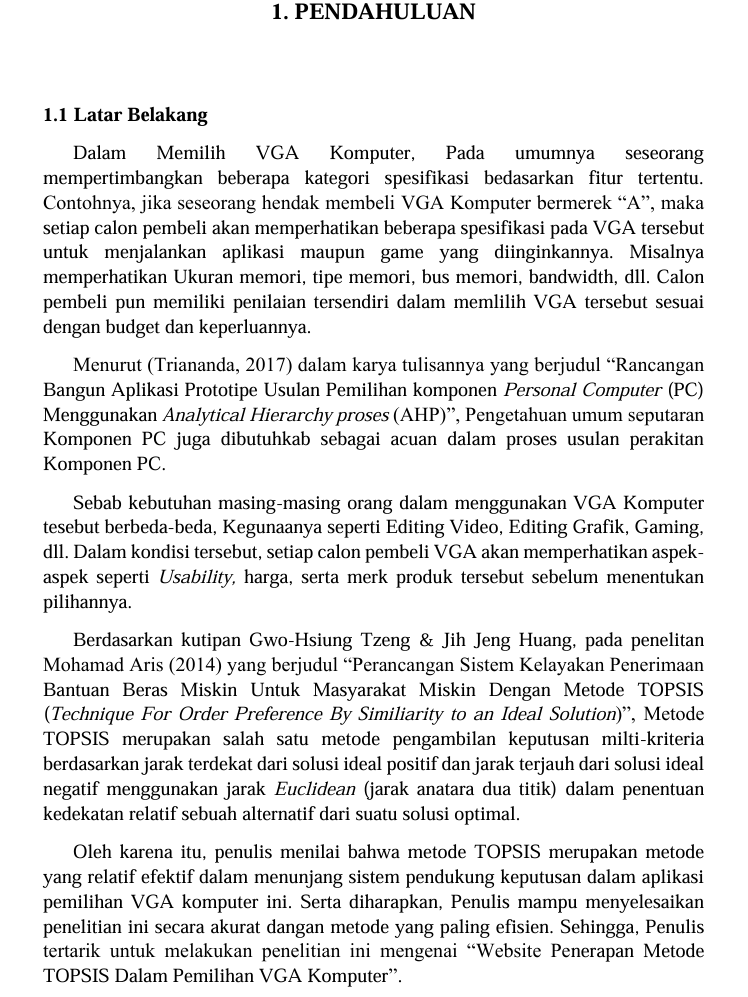 1. PENDAHULUAN
1.1 Latar Belakang
Dalam Memilih VGA Komputer, Pada umumnya seseorang
mempertimbangkan beberapa kategori spesifikasi bedasarkan fitur tertentu.
Contohnya, jika seseorang hendak membeli VGA Komputer bermerek “A”, maka
setiap calon pembeli akan memperhatikan beberapa spesifikasi pada VGA tersebut
untuk menjalankan aplikasi maupun game yang diinginkannya. Misalnya
memperhatikan Ukuran memori, tipe memori, bus memori, bandwidth, dll. Calon
pembeli pun memiliki penilaian tersendiri dalam memlilih VGA tersebut sesuai
dengan budget dan keperluannya.
Menurut (Triananda, 2017) dalam karya tulisannya yang berjudul “Rancangan
Bangun Aplikasi Prototipe Usulan Pemilihan komponen Personal Computer (PC)
Menggunakan Analytical Hierarchy proses (AHP)”, Pengetahuan umum seputaran
Komponen PC juga dibutuhkab sebagai acuan dalam proses usulan perakitan
Komponen PC.
Sebab kebutuhan masing-masing orang dalam menggunakan VGA Komputer
tesebut berbeda-beda, Kegunaanya seperti Editing Video, Editing Grafik, Gaming,
dll. Dalam kondisi tersebut, setiap calon pembeli VGA akan memperhatikan aspek-
aspek seperti Usability, harga, serta merk produk tersebut sebelum menentukan
pilihannya.
Berdasarkan kutipan Gwo-Hsiung Tzeng & Jih Jeng Huang, pada penelitan
Mohamad Aris (2014) yang berjudul “Perancangan Sistem Kelayakan Penerimaan
Bantuan Beras Miskin Untuk Masyarakat Miskin Dengan Metode TOPSIS
(Technique For Order Preference By Similiarity to an Ideal Solution)”, Metode
TOPSIS merupakan salah satu metode pengambilan keputusan milti-kriteria
berdasarkan jarak terdekat dari solusi ideal positif dan jarak terjauh dari solusi ideal
negatif menggunakan jarak Euclidean (jarak anatara dua titik) dalam penentuan
kedekatan relatif sebuah alternatif dari suatu solusi optimal.
Oleh karena itu, penulis menilai bahwa metode TOPSIS merupakan metode
yang relatif efektif dalam menunjang sistem pendukung keputusan dalam aplikasi
pemilihan VGA komputer ini. Serta diharapkan, Penulis mampu menyelesaikan
penelitian ini secara akurat dangan metode yang paling efisien. Sehingga, Penulis
tertarik untuk melakukan penelitian ini mengenai “Website Penerapan Metode
TOPSIS Dalam Pemilihan VGA Komputer”.